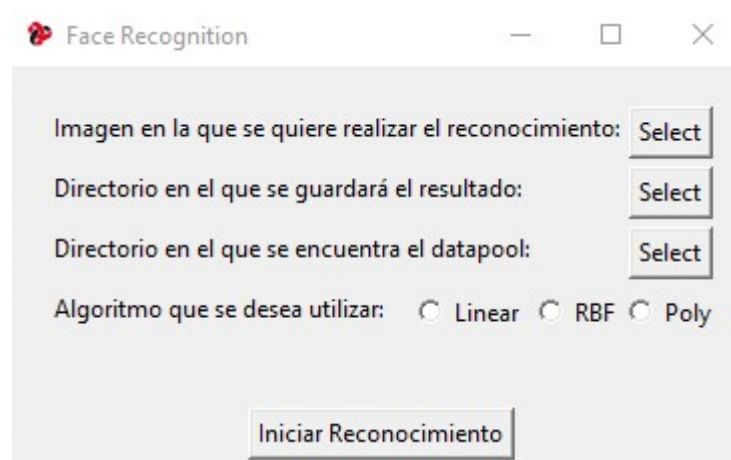 Face Recognition
Imagen en la que se quiere realizar el reconocimiento: Select
Directorio en el que se guardará el resultado: Select
Directorio en el que se encuentra el datapool: Select
Algoritmo que se desea utilizar: Linear RBF Poly
Iniciar Reconocimiento